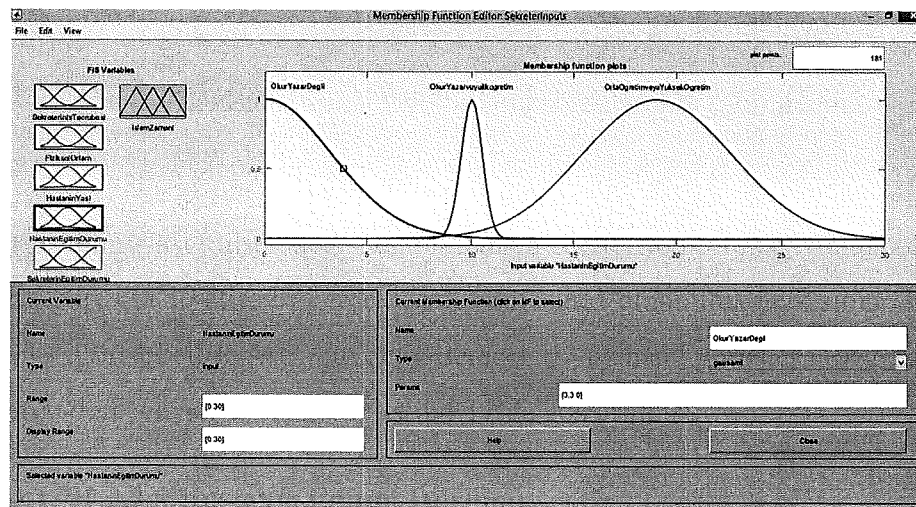 Membership Function Editor: SekreterInputs
File Edit View
FIS Variables
plot points:
181
Membership function plots
SekreterinIsTecrubesi
IslemZamani
FizikselOrtam
HastaninYasi
HastaninEgitimDurumu
SekreterinEgitimDurumu
OkurYazarDegil
OkurYazarveyaIlkogretim
OrtaOgretimveyaYuksekOgretim
1
0.5
0
0 5 10 15 20 25 30
Input variable "HastaninEgitimDurumu"
Current Variable
Name
HastaninEgitimDurumu
Type
Input
Range
[0 30]
Display Range
[0 30]
Current Membership Function (click on MF to select)
Name
OkurYazarDegil
Type
gaussmf
Params
[3.3 0]
Help
Close
Selected variable "HastaninEgitimDurumu"